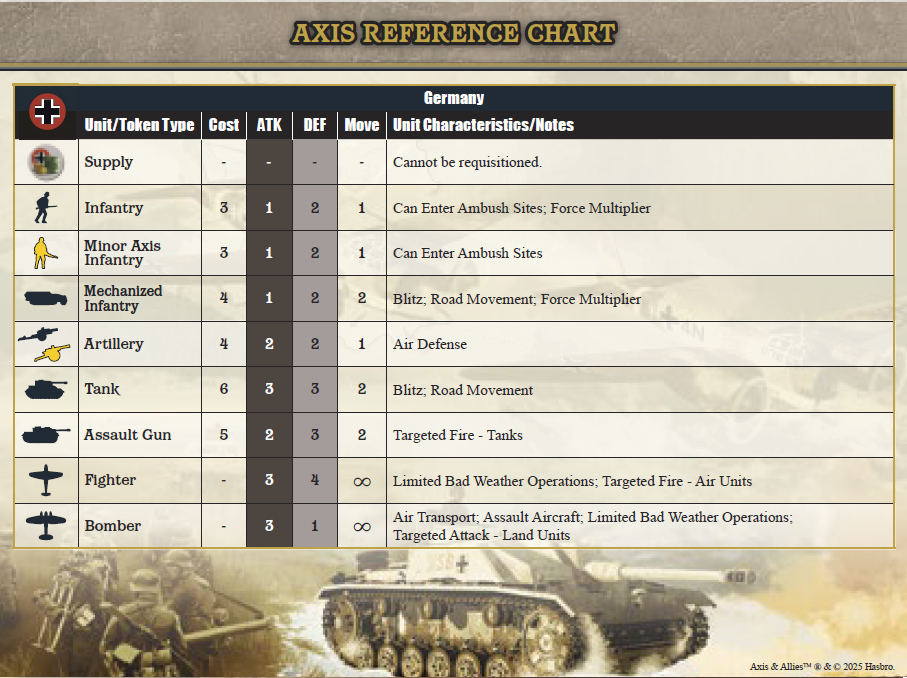 AXIS REFERENCE CHART
Germany
Unit/Token Type Cost ATK DEF Move Unit Characteristics/Notes
Supply - - - - Cannot be requisitioned.
Infantry 3 1 2 1 Can Enter Ambush Sites; Force Multiplier
Minor Axis
Infantry 3 1 2 1 Can Enter Ambush Sites
Mechanized
Infantry 4 1 2 2 Blitz; Road Movement; Force Multiplier
Artillery 4 2 2 1 Air Defense
Tank 6 3 3 2 Blitz; Road Movement
Assault Gun 5 2 3 2 Targeted Fire - Tanks
Fighter - 3 4 ∞ Limited Bad Weather Operations; Targeted Fire - Air Units
Bomber - 3 1 ∞ Air Transport; Assault Aircraft; Limited Bad Weather Operations;
Targeted Attack - Land Units
Axis & Allies™ ® & © 2025 Hasbro.